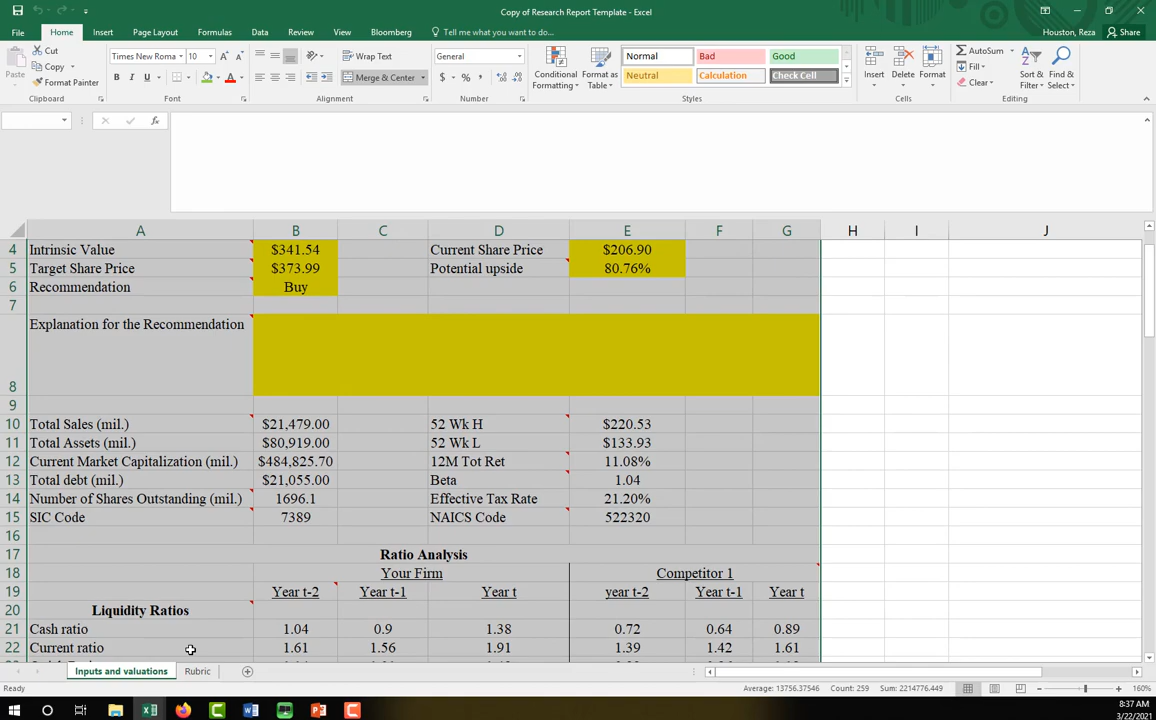 Copy of Research Report Template - Excel
Houston, Reza
File Home Insert Page Layout Formulas Data Review View Bloomberg Tell me what you want to do... Share
Paste Cut Copy Format Painter Clipboard
Times New Roma 10 A A B I U A Font
Wrap Text Merge & Center Alignment
General $ % , Number
Conditional Formatting Format as Table Normal Bad Good Neutral Calculation Check Cell Styles
Insert Delete Format Cells
AutoSum Fill Clear Sort & Filter Find & Select Editing
fx
A B C D E F G H I J
4 Intrinsic Value $341.54 Current Share Price $206.90
5 Target Share Price $373.99 Potential upside 80.76%
6 Recommendation Buy
7
8 Explanation for the Recommendation
9
10 Total Sales (mil.) $21,479.00 52 Wk H $220.53
11 Total Assets (mil.) $80,919.00 52 Wk L $133.93
12 Current Market Capitalization (mil.) $484,825.70 12M Tot Ret 11.08%
13 Total debt (mil.) $21,055.00 Beta 1.04
14 Number of Shares Outstanding (mil.) 1696.1 Effective Tax Rate 21.20%
15 SIC Code 7389 NAICS Code 522320
16
17 Ratio Analysis
18 Your Firm Competitor 1
19 Year t-2 Year t-1 Year t year t-2 Year t-1 Year t
20 Liquidity Ratios
21 Cash ratio 1.04 0.9 1.38 0.72 0.64 0.89
22 Current ratio 1.61 1.56 1.91 1.39 1.42 1.61
Inputs and valuations Rubric
Ready Average: 13756.37546 Count: 259 Sum: 2214776.449 160%
8:37 AM
3/22/2021